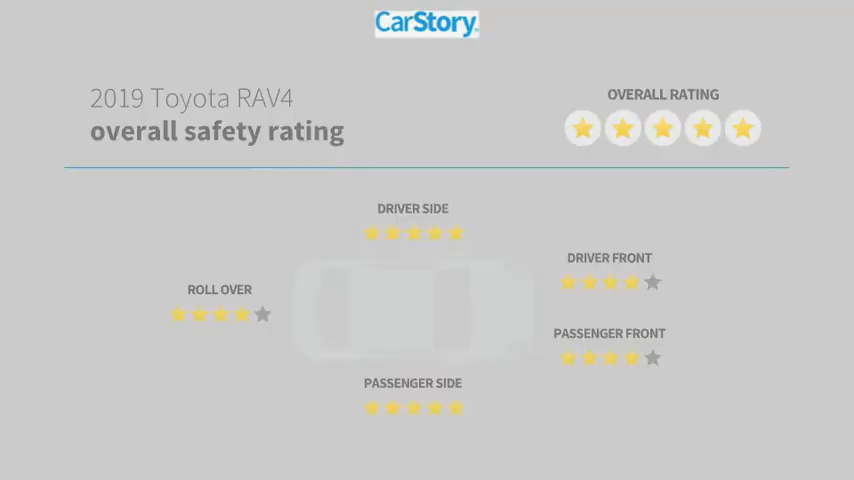 CarStory
2019 Toyota RAV4
overall safety rating
OVERALL RATING
DRIVER SIDE
DRIVER FRONT
ROLL OVER
PASSENGER FRONT
PASSENGER SIDE